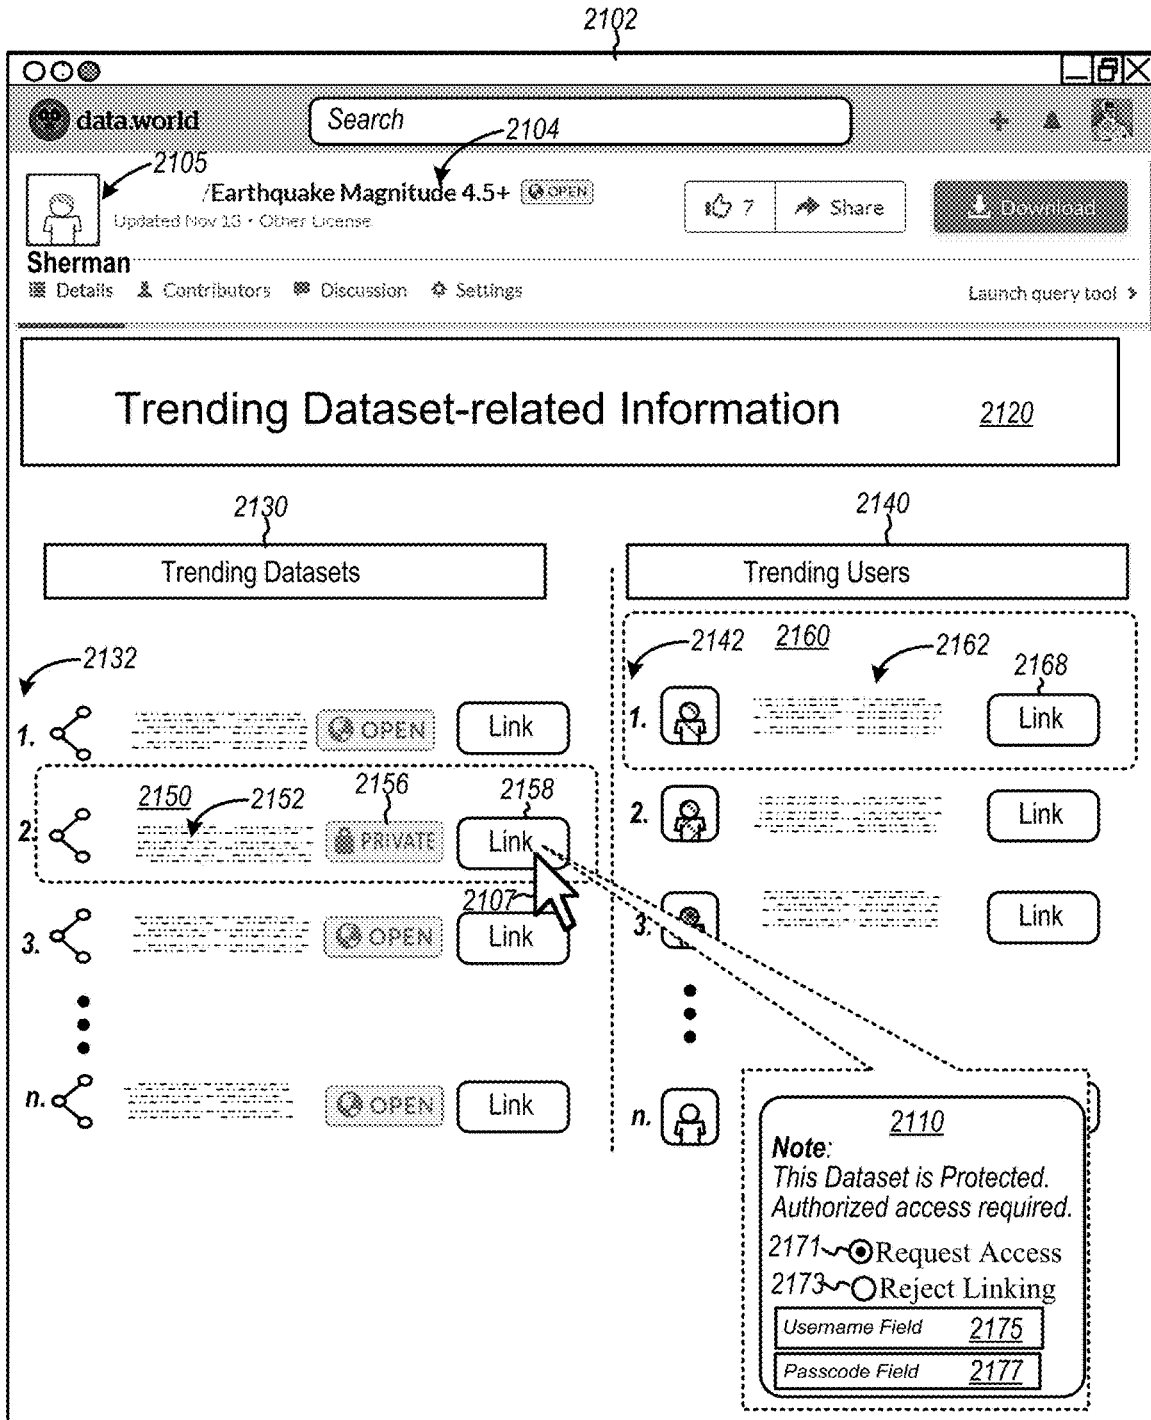 2102
data.world
Search
2104
2105
/Earthquake Magnitude 4.5+ OPEN
Updated Nov 13 • Other License
7 Share Download
Sherman
Details Contributors Discussion Settings
Launch query tool
Trending Dataset-related Information 2120
2130
2140
Trending Datasets
Trending Users
2132
1. OPEN Link
2150 2152 2156 2158
2. PRIVATE Link
2107
3. OPEN Link
n. OPEN Link
2142 2160 2162 2168
1. Link
2. Link
3. Link
n.
2110
Note:
This Dataset is Protected.
Authorized access required.
2171 Request Access
2173 Reject Linking
Username Field 2175
Passcode Field 2177